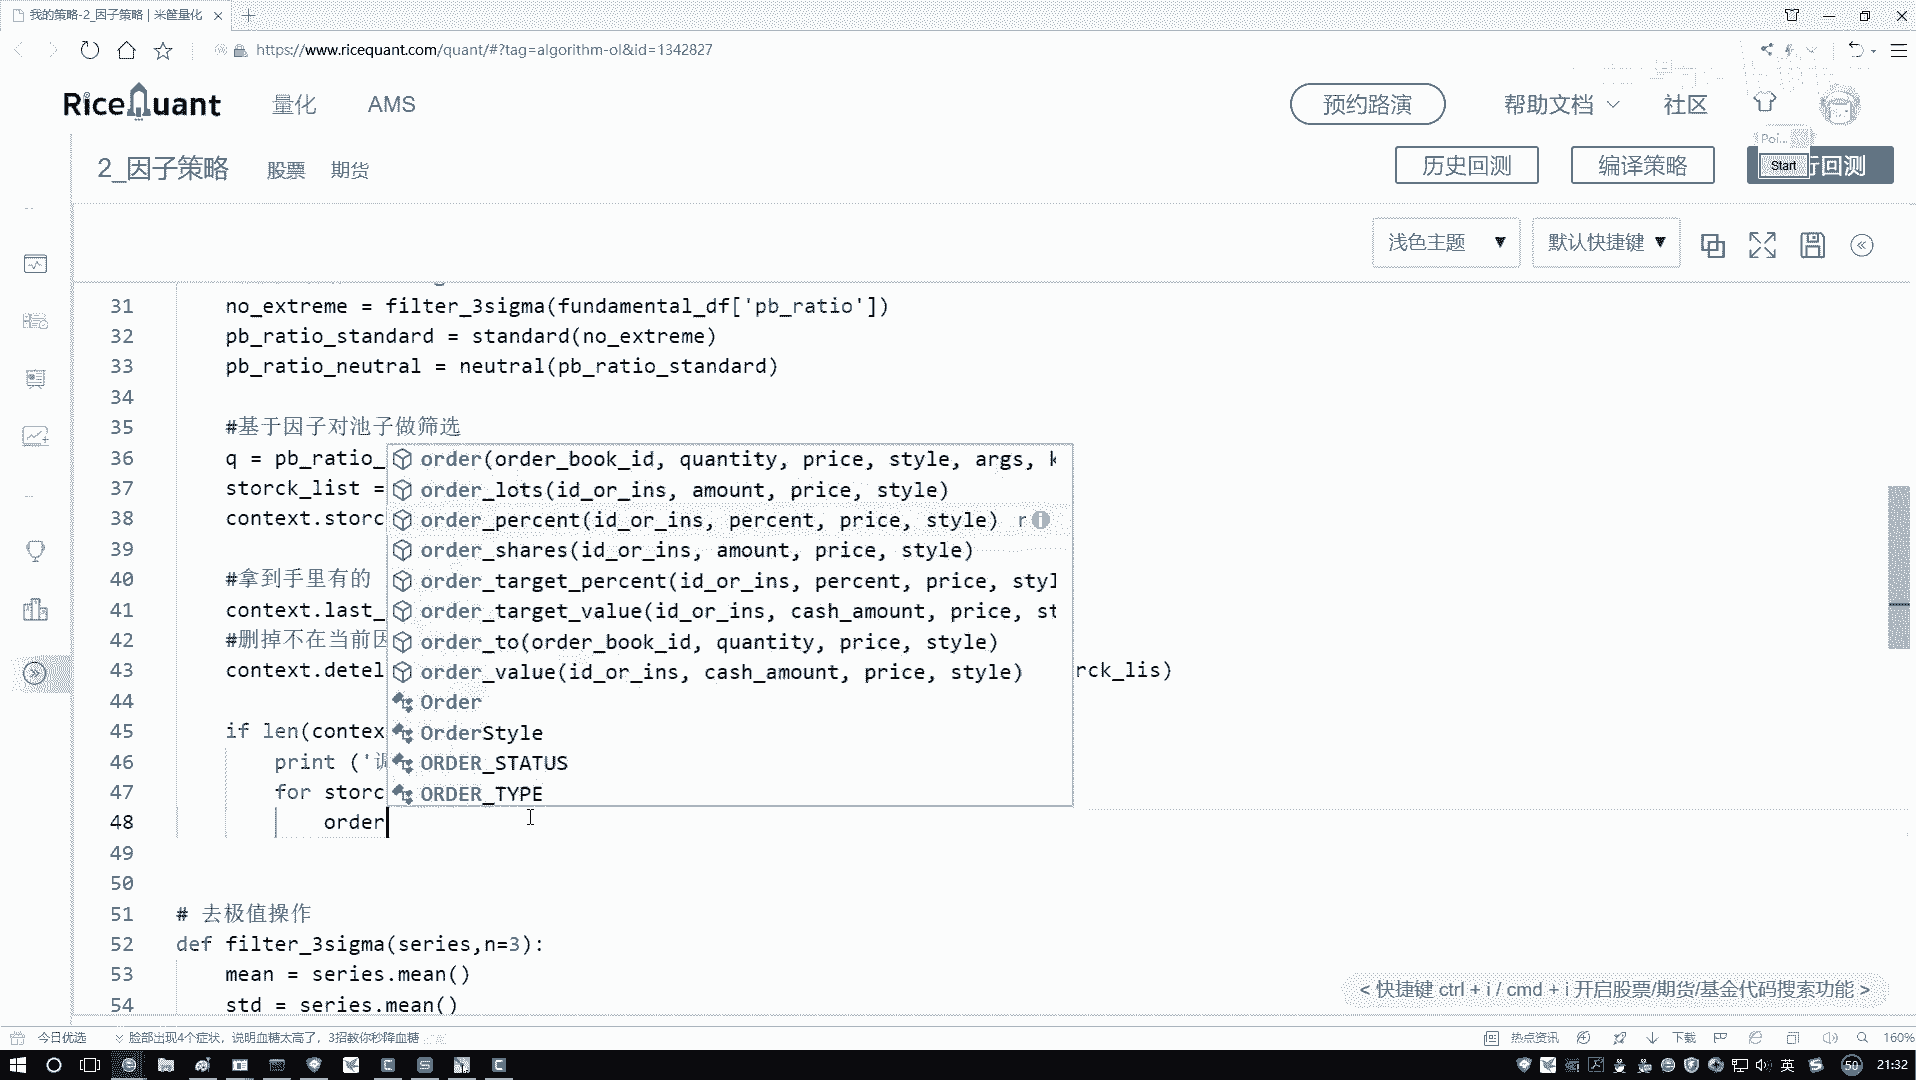 我的策略-2_因子策略 | 米筐量化
https://www.ricequant.com/quant/#?tag=algorithm-ol&id=1342827
RiceQuant 量化 AMS 预约路演 帮助文档 社区
Poi...
2_因子策略 股票 期货 历史回测 编译策略 Start 行回测
浅色主题 默认快捷键
31 no_extreme = filter_3sigma(fundamental_df['pb_ratio'])
32 pb_ratio_standard = standard(no_extreme)
33 pb_ratio_neutral = neutral(pb_ratio_standard)
34
35 #基于因子对池子做筛选
36 q = pb_ratio_ order(order_book_id, quantity, price, style, args, k
37 storck_list = order_lots(id_or_ins, amount, price, style)
38 context.storc order_percent(id_or_ins, percent, price, style) r
39 order_shares(id_or_ins, amount, price, style)
40 #拿到手里有的 order_target_percent(id_or_ins, percent, price, styl
41 context.last_ order_target_value(id_or_ins, cash_amount, price, st
42 #删掉不在当前因 order_to(order_book_id, quantity, price, style)
43 context.detel order_value(id_or_ins, cash_amount, price, style) rck_lis)
44 Order
45 if len(contex OrderStyle
46 print ('调 ORDER_STATUS
47 for storc ORDER_TYPE
48 order
49
50
51 # 去极值操作
52 def filter_3sigma(series,n=3):
53 mean = series.mean()
54 std = series.mean()
< 快捷键 ctrl + i / cmd + i 开启股票/期货/基金代码搜索功能 >
今日优选 脸部出现4个症状，说明血糖太高了，3招教你秒降血糖 热点资讯 下载 160%
英 50 21:32